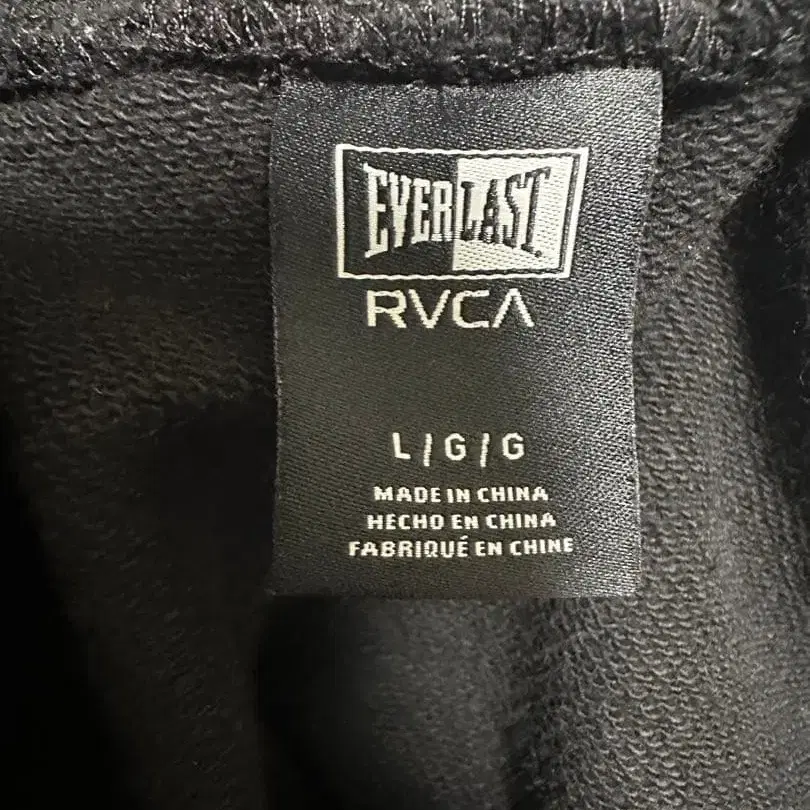 EVERLAST
RVCA
L/G/G
MADE IN CHINA
HECHO EN CHINA
FABRIQUÉ EN CHINE